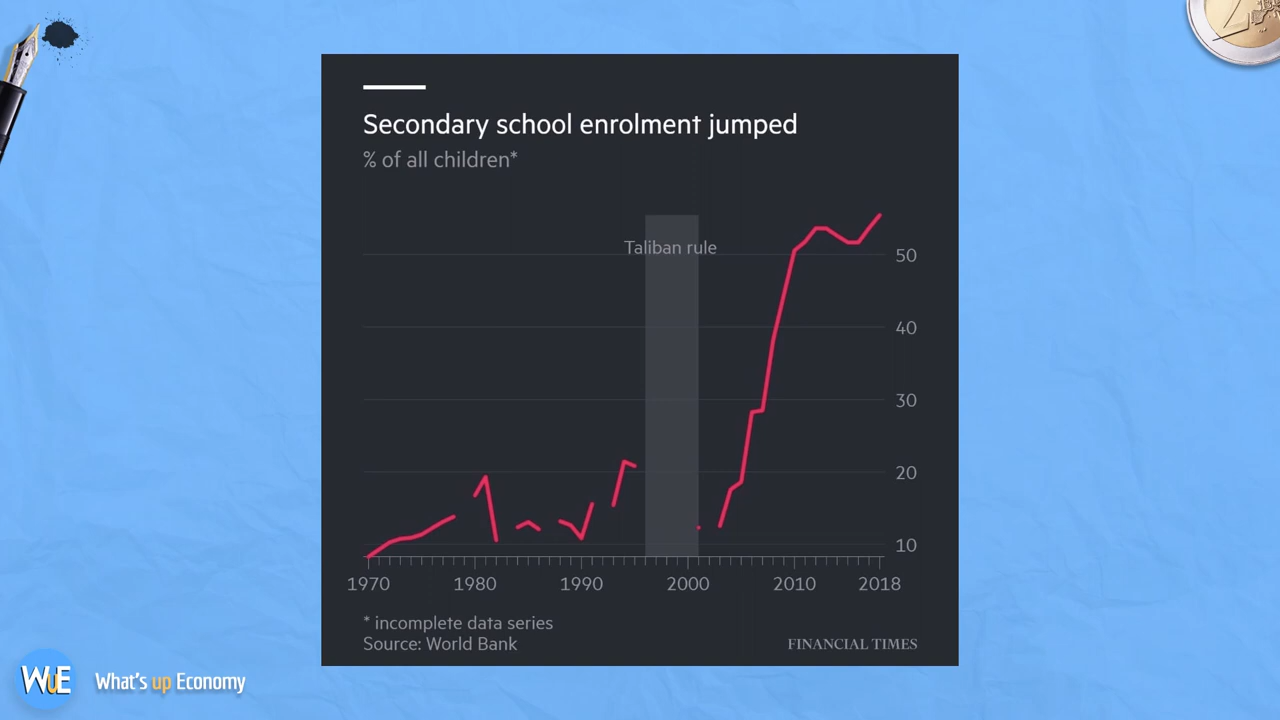 Secondary school enrolment jumped
% of all children*
Taliban rule
50
40
30
20
10
1970 1980 1990 2000 2010 2018
* incomplete data series
Source: World Bank
FINANCIAL TIMES
WuE What's up Economy